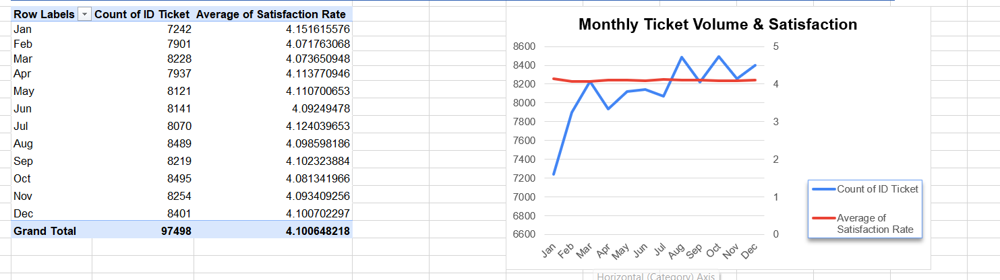 Row Labels Count of ID Ticket Average of Satisfaction Rate
Jan 7242 4.151615576
Feb 7901 4.071763068
Mar 8228 4.073650948
Apr 7937 4.113770946
May 8121 4.110700653
Jun 8141 4.09249478
Jul 8070 4.124039653
Aug 8489 4.098598186
Sep 8219 4.102323884
Oct 8495 4.081341966
Nov 8254 4.093409256
Dec 8401 4.100702297
Grand Total 97498 4.100648218
Monthly Ticket Volume & Satisfaction
8600 5
8400
8200 4
8000
7800 3
7600
7400 2
7200
7000 1
6800
6600 0
Jan Feb Mar Apr May Jun Jul Aug Sep Oct Nov Dec
Count of ID Ticket
Average of
Satisfaction Rate
Horizontal (Category) Axis